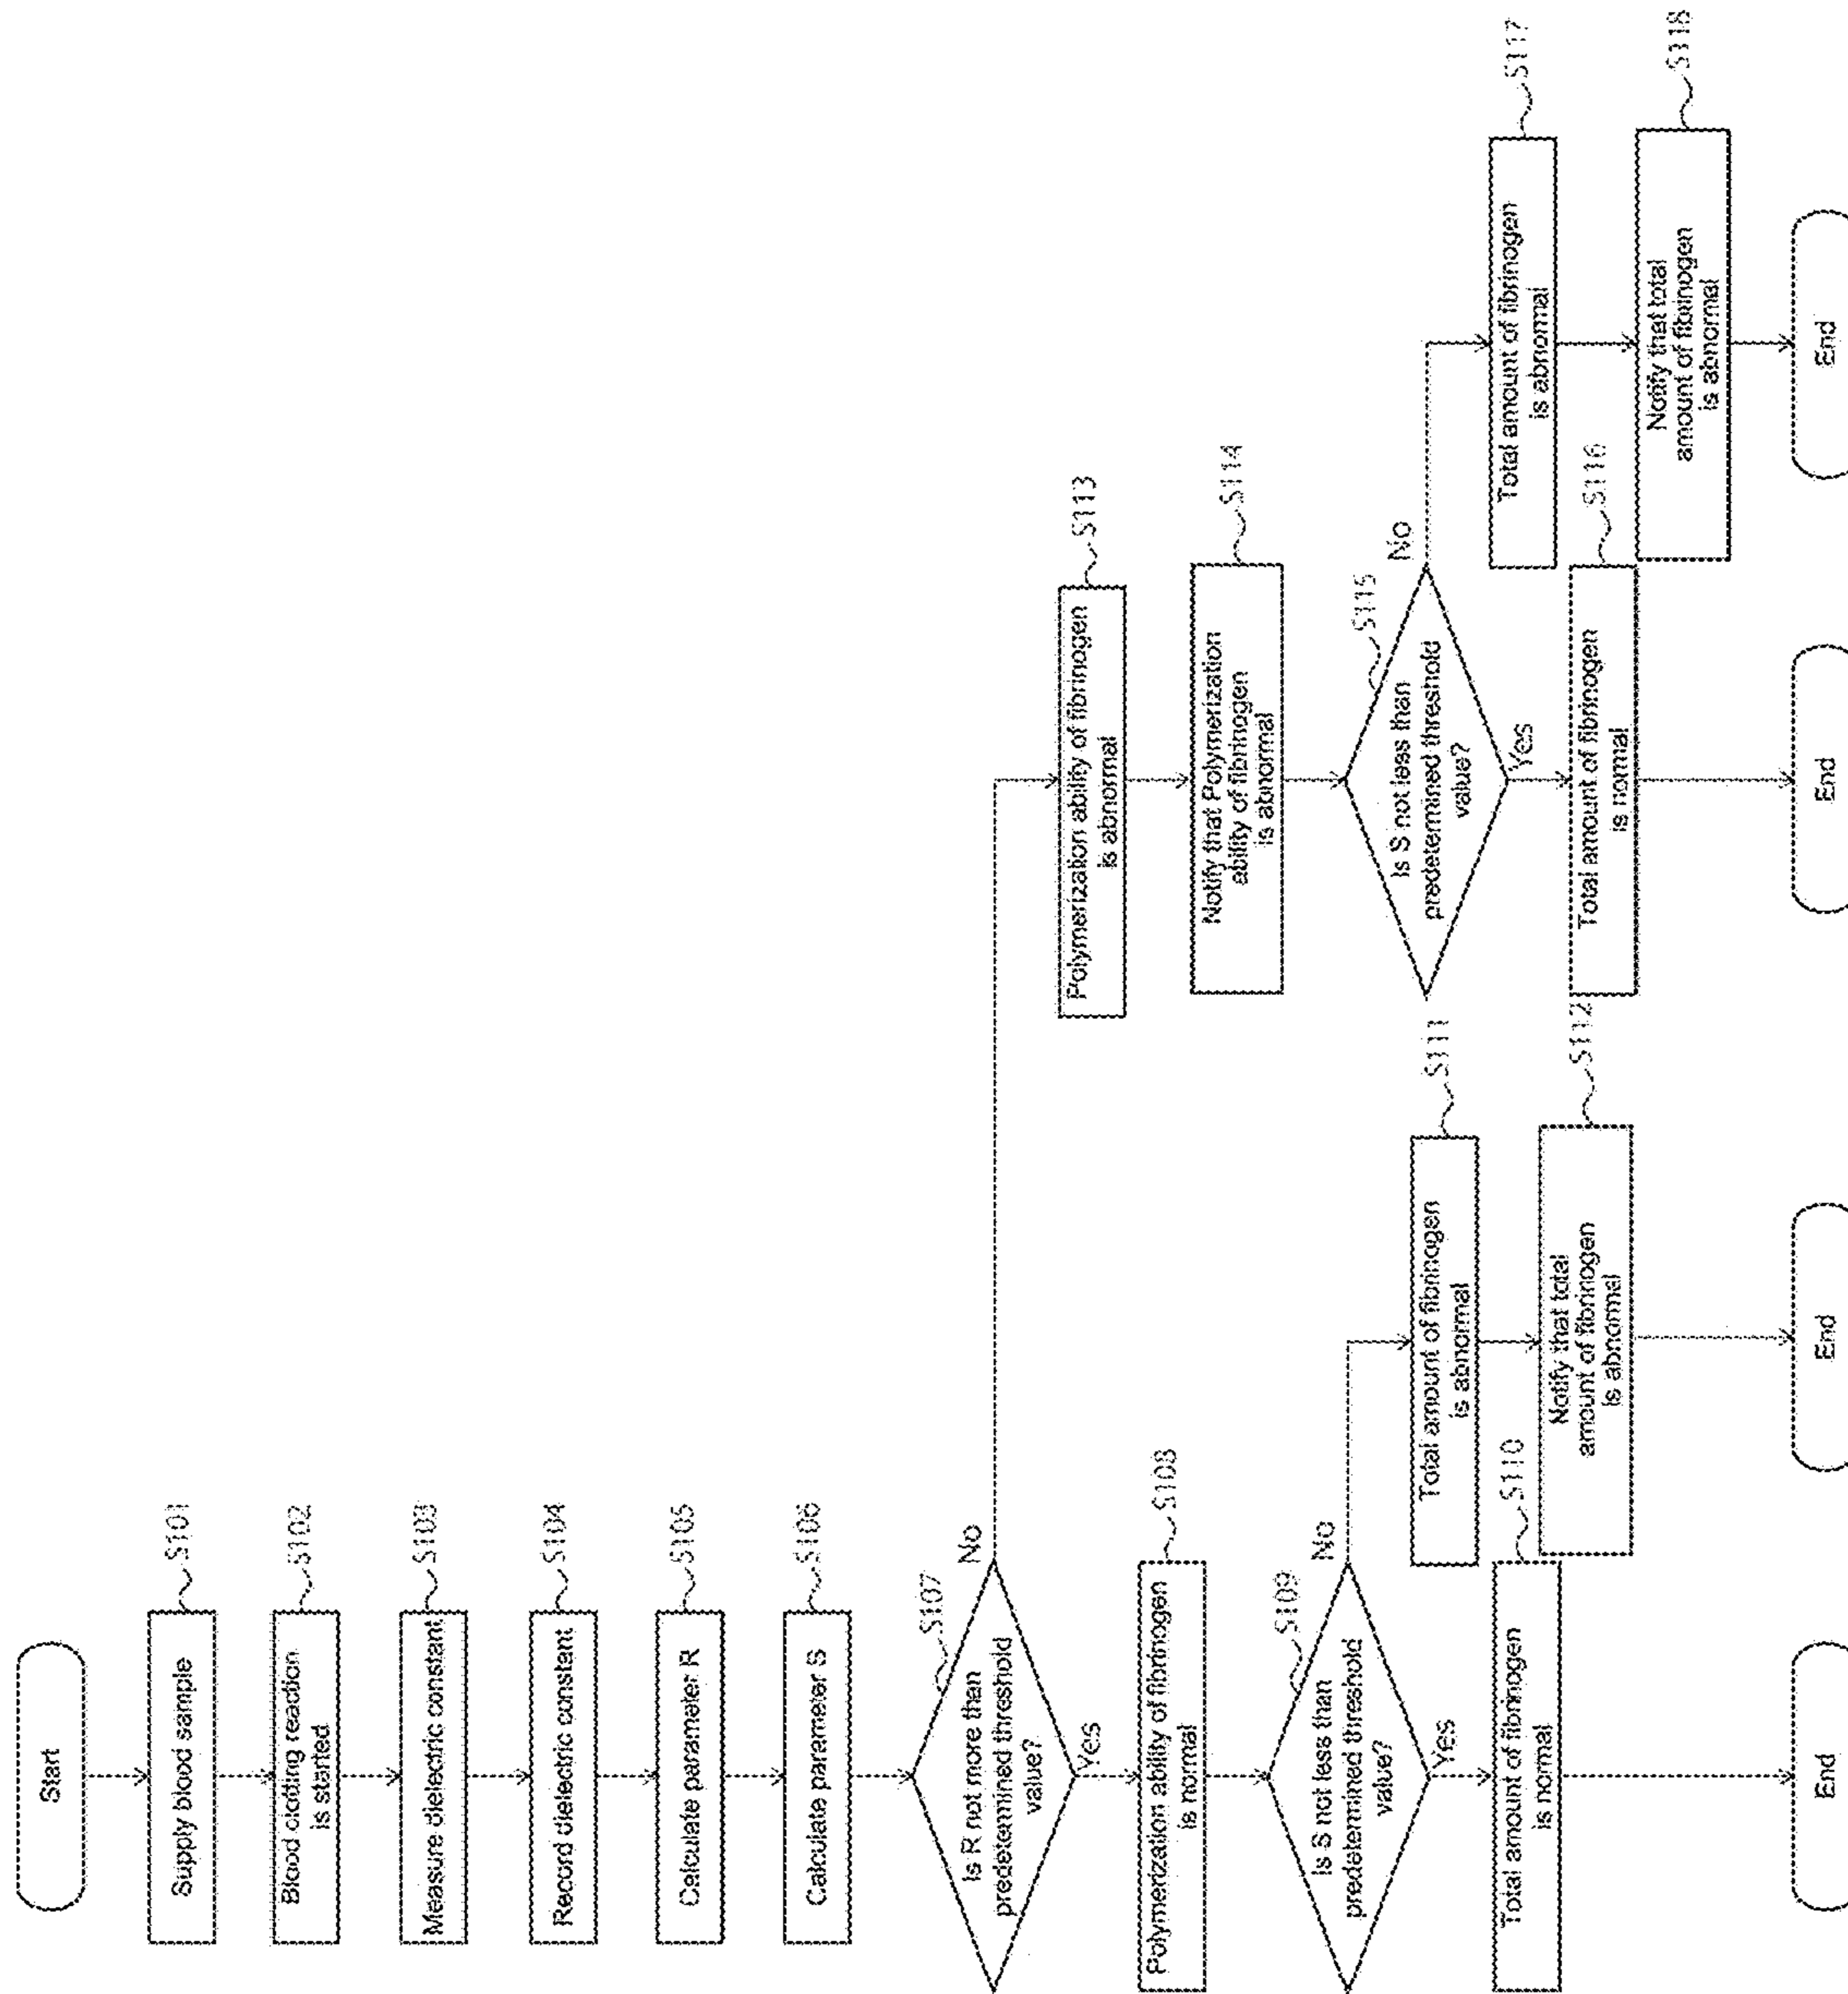 Start
Supply blood sample
S101
Blood clotting reaction
is started
S102
Measure dielectric constant
S103
Record dielectric constant
S104
Calculate parameter R
S105
Calculate parameter S
S106
Is R not more than
predetermined threshold
value?
S107
No
Yes
Polymerization ability of fibrinogen
is normal
S108
Is S not less than
predetermined threshold
value?
S109
No
Yes
Total amount of fibrinogen
is normal
S110
End
Total amount of fibrinogen
is abnormal
S111
Notify that total
amount of fibrinogen
is abnormal
S112
End
Polymerization ability of fibrinogen
is abnormal
S113
Notify that Polymerization
ability of fibrinogen
is abnormal
S114
Is S not less than
predetermined threshold
value?
S115
No
Yes
Total amount of fibrinogen
is normal
S116
End
Total amount of fibrinogen
is abnormal
S117
Notify that total
amount of fibrinogen
is abnormal
S118
End